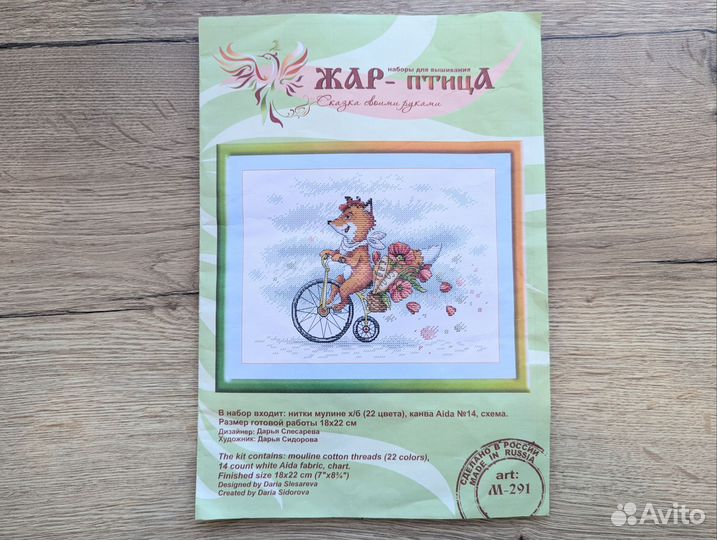 наборы для вышивания
ЖАР-ПТИЦА
Сказка своими руками
В набор входит: нитки мулине х/б (22 цвета), канва Aida №14, схема.
Размер готовой работы 18х22 см
Дизайнер: Дарья Слесарева
Художник: Дарья Сидорова
The kit contains: mouline cotton threads (22 colors),
14 count white Aida fabric, chart.
Finished size 18x22 cm (7"x8¾")
Designed by Daria Slesareva
Created by Daria Sidorova
СДЕЛАНО В РОССИИ
MADE IN RUSSIA
art:
М-291
Avito